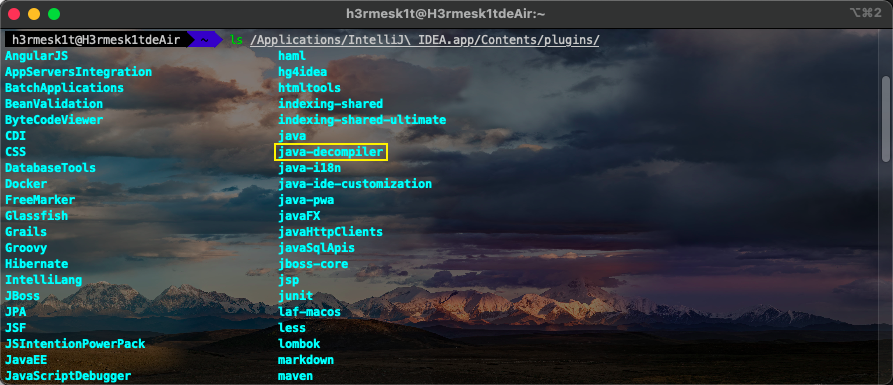 h3rmesk1t@H3rmesk1tdeAir:~
⌥⌘2
h3rmesk1t@H3rmesk1tdeAir ~ ls /Applications/IntelliJ\ IDEA.app/Contents/plugins/
AngularJS haml
AppServersIntegration hg4idea
BatchApplications htmltools
BeanValidation indexing-shared
ByteCodeViewer indexing-shared-ultimate
CDI java
CSS java-decompiler
DatabaseTools java-i18n
Docker java-ide-customization
FreeMarker java-pwa
Glassfish javaFX
Grails javaHttpClients
Groovy javaSqlApis
Hibernate jboss-core
IntelliLang jsp
JBoss junit
JPA laf-macos
JSF less
JSIntentionPowerPack lombok
JavaEE markdown
JavaScriptDebugger maven